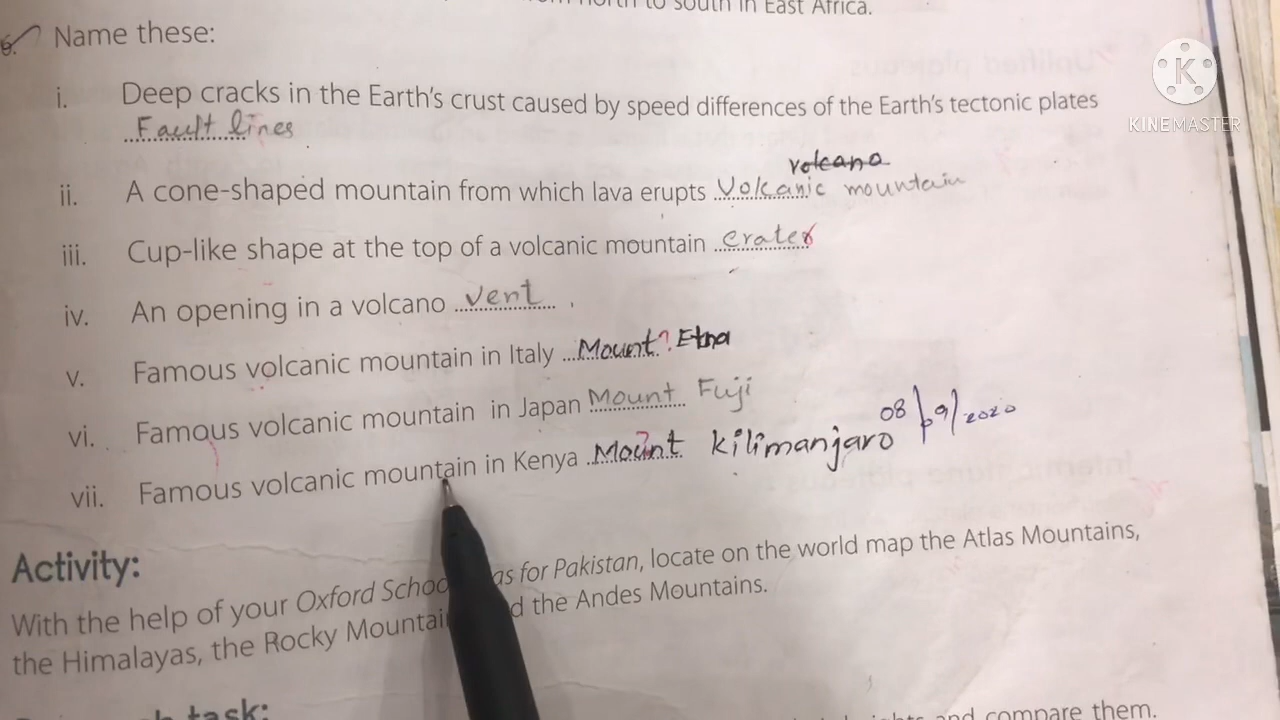 north to south in East Africa.
6. Name these:
i. Deep cracks in the Earth's crust caused by speed differences of the Earth's tectonic plates
Fault lines
volcano
ii. A cone-shaped mountain from which lava erupts Volcanic mountain
iii. Cup-like shape at the top of a volcanic mountain crater
iv. An opening in a volcano vent
v. Famous volcanic mountain in Italy Mount ? Etna
vi. Famous volcanic mountain in Japan Mount Fuji
vii. Famous volcanic mountain in Kenya Mount ? kilimanjaro 08/09/2020
Activity:
With the help of your Oxford for Pakistan, locate on the world map the Atlas Mountains,
the Himalayas, the Rocky the Andes Mountains.
task:
and compare them.
K
KINEMASTER